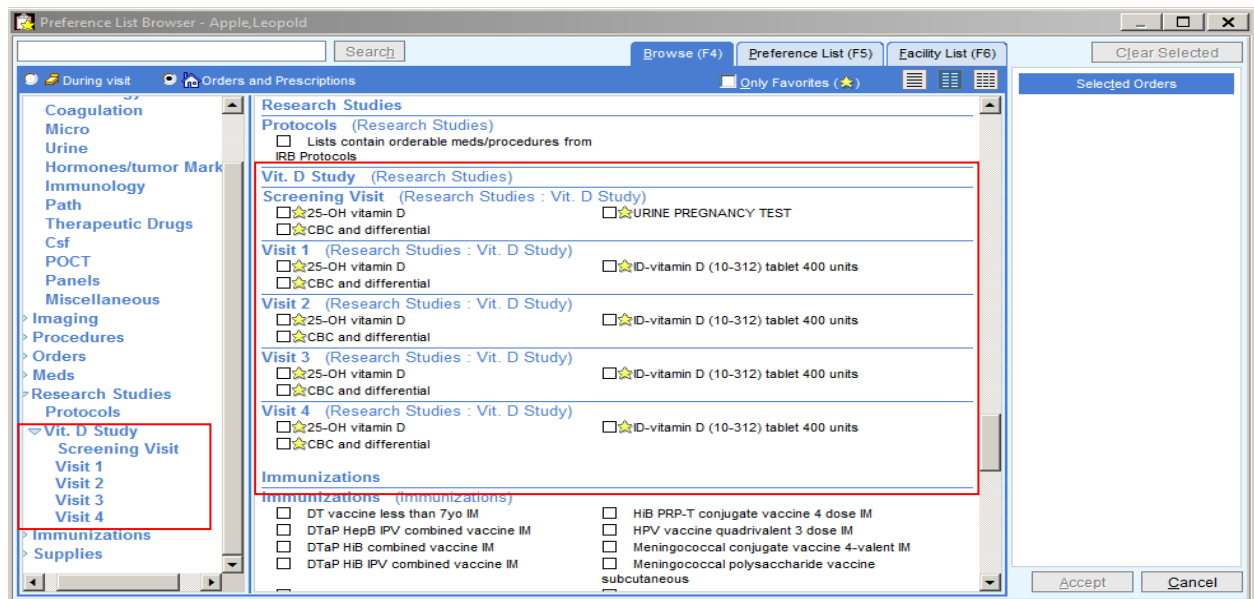 Preference List Browser - Apple,Leopold
Search
Browse (F4)
Preference List (F5)
Facility List (F6)
Clear Selected
During visit
Orders and Prescriptions
Only Favorites ( )
Selected Orders
Coagulation
Micro
Urine
Hormones/tumor Mark
Immunology
Path
Therapeutic Drugs
Csf
POCT
Panels
Miscellaneous
Imaging
Procedures
Orders
Meds
Research Studies
Protocols
Vit. D Study
Screening Visit
Visit 1
Visit 2
Visit 3
Visit 4
Immunizations
Supplies
Research Studies
Protocols (Research Studies)
Lists contain orderable meds/procedures from
IRB Protocols
Vit. D Study (Research Studies)
Screening Visit (Research Studies : Vit. D Study)
25-OH vitamin D URINE PREGNANCY TEST
CBC and differential
Visit 1 (Research Studies : Vit. D Study)
25-OH vitamin D ID-vitamin D (10-312) tablet 400 units
CBC and differential
Visit 2 (Research Studies : Vit. D Study)
25-OH vitamin D ID-vitamin D (10-312) tablet 400 units
CBC and differential
Visit 3 (Research Studies : Vit. D Study)
25-OH vitamin D ID-vitamin D (10-312) tablet 400 units
CBC and differential
Visit 4 (Research Studies : Vit. D Study)
25-OH vitamin D ID-vitamin D (10-312) tablet 400 units
CBC and differential
Immunizations
Immunizations (Immunizations)
DT vaccine less than 7yo IM HiB PRP-T conjugate vaccine 4 dose IM
DTaP HepB IPV combined vaccine IM HPV vaccine quadrivalent 3 dose IM
DTaP HiB combined vaccine IM Meningococcal conjugate vaccine 4-valent IM
DTaP HiB IPV combined vaccine IM Meningococcal polysaccharide vaccine
subcutaneous
Accept
Cancel